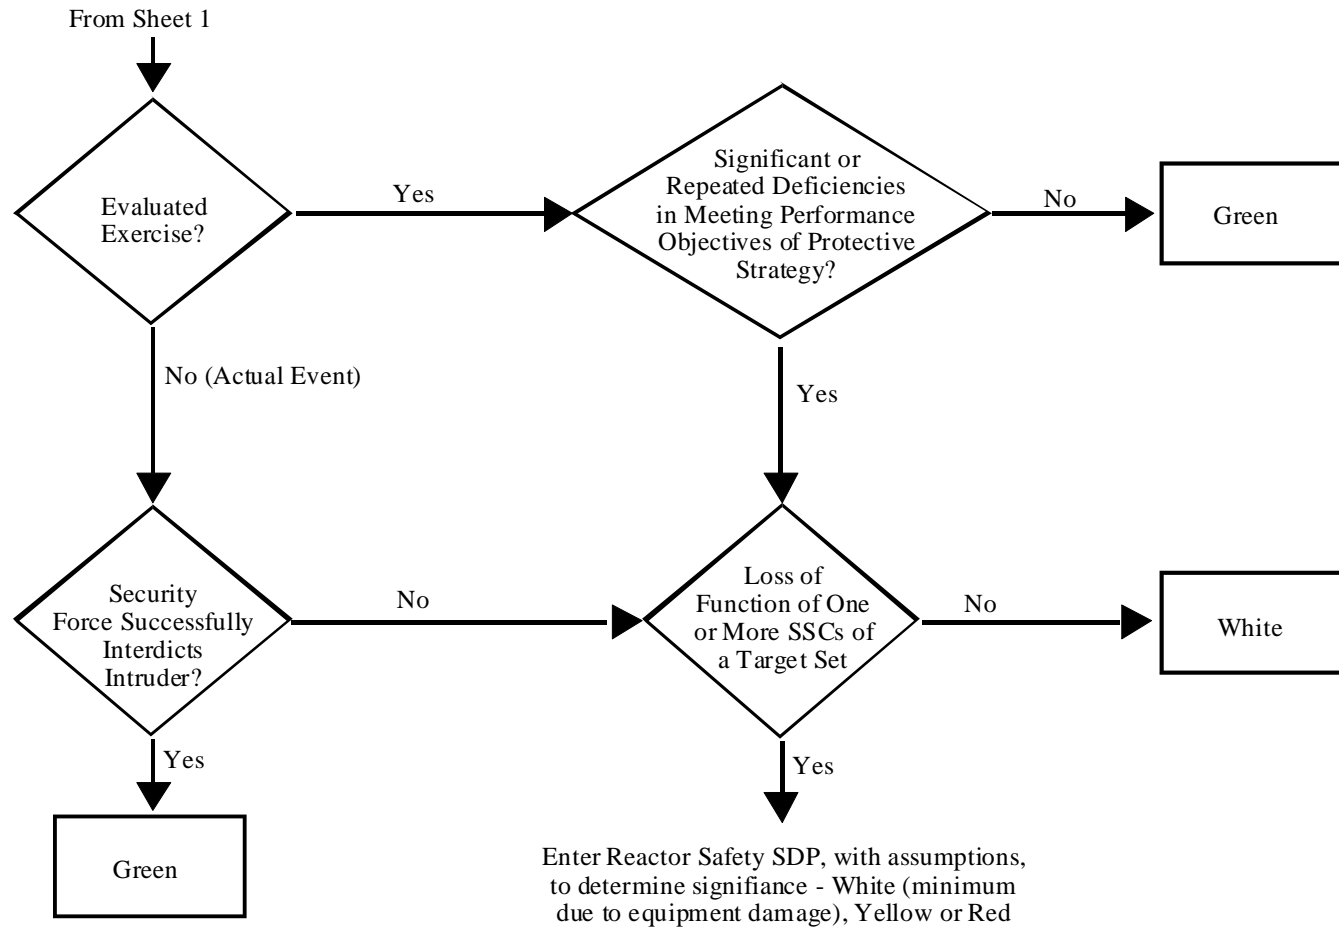 From Sheet 1
Evaluated
Exercise?
Yes
Significant or
Repeated Deficiencies
in Meeting Performance
Objectives of Protective
Strategy?
No
Green
No (Actual Event)
Yes
Security
Force Successfully
Interdicts
Intruder?
No
Loss of
Function of One
or More SSCs of
a Target Set
No
White
Yes
Green
Yes
Enter Reactor Safety SDP, with assumptions,
to determine signifiance - White (minimum
due to equipment damage), Yellow or Red